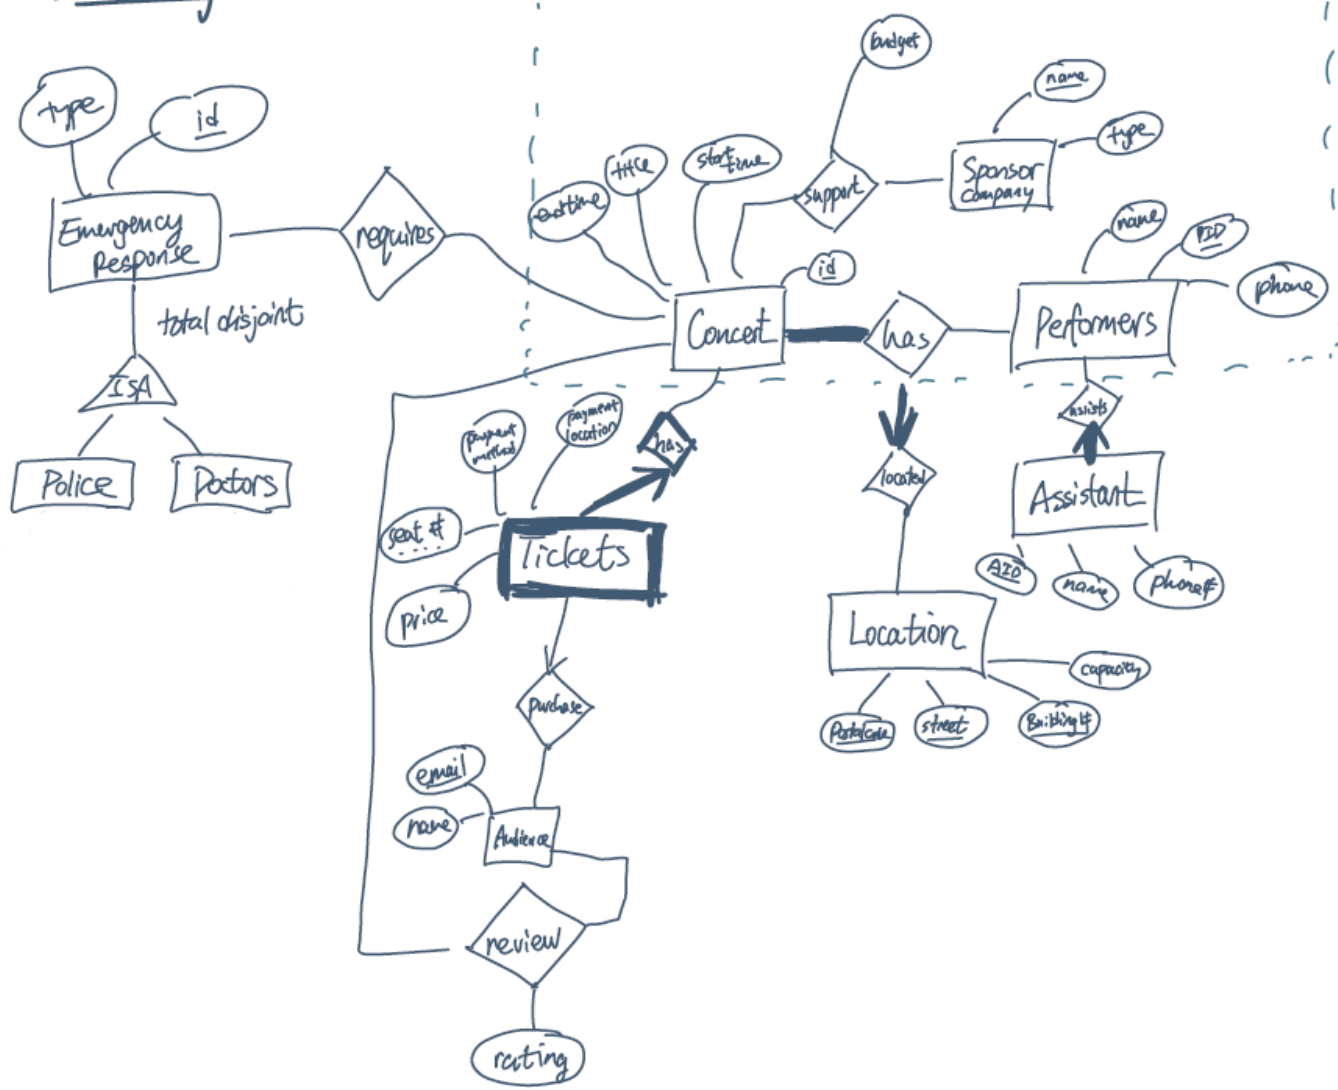 type
id
Emergency
Response
requires
total disjoint
ISA
Police
Doctors
budget
name
type
Sponsor
Company
support
start
time
title
endtime
id
Concert
has
name
PID
phone
Performers
assists
Assistant
AID
name
phone#
located
Location
capacity
Postalcode
street
Building#
has
payment
method
payment
location
seat #
price
Tickets
purchase
email
name
Audience
review
rating